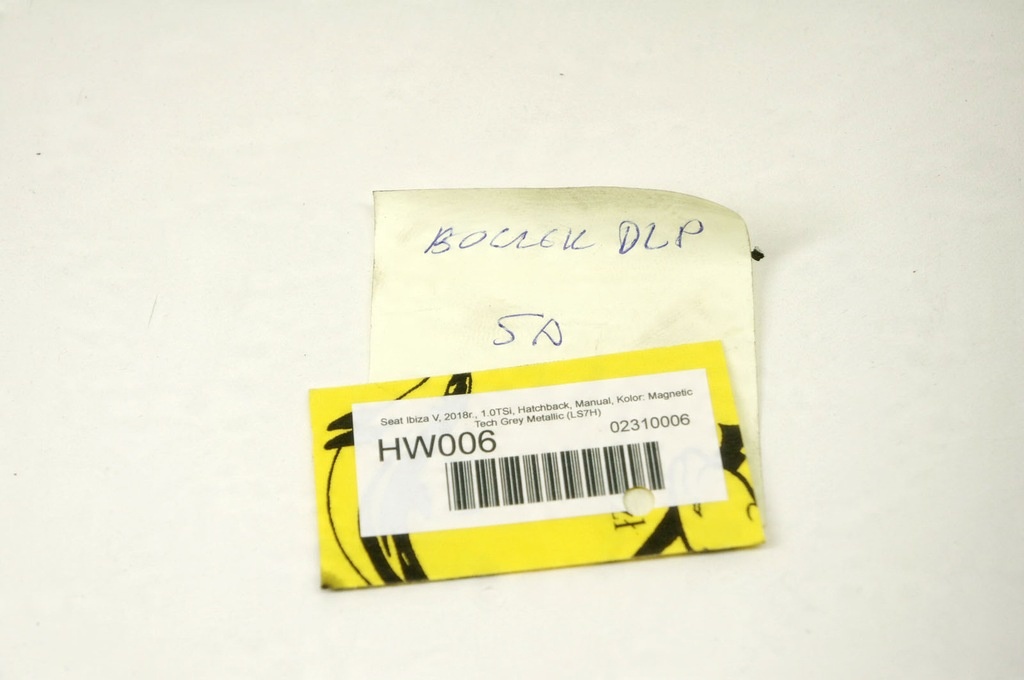 BOCZEK DLP
5D
Seat Ibiza V, 2018r., 1.0TSi, Hatchback, Manual, Kolor: Magnetic
Tech Grey Metallic (LS7H)
HW006
02310006